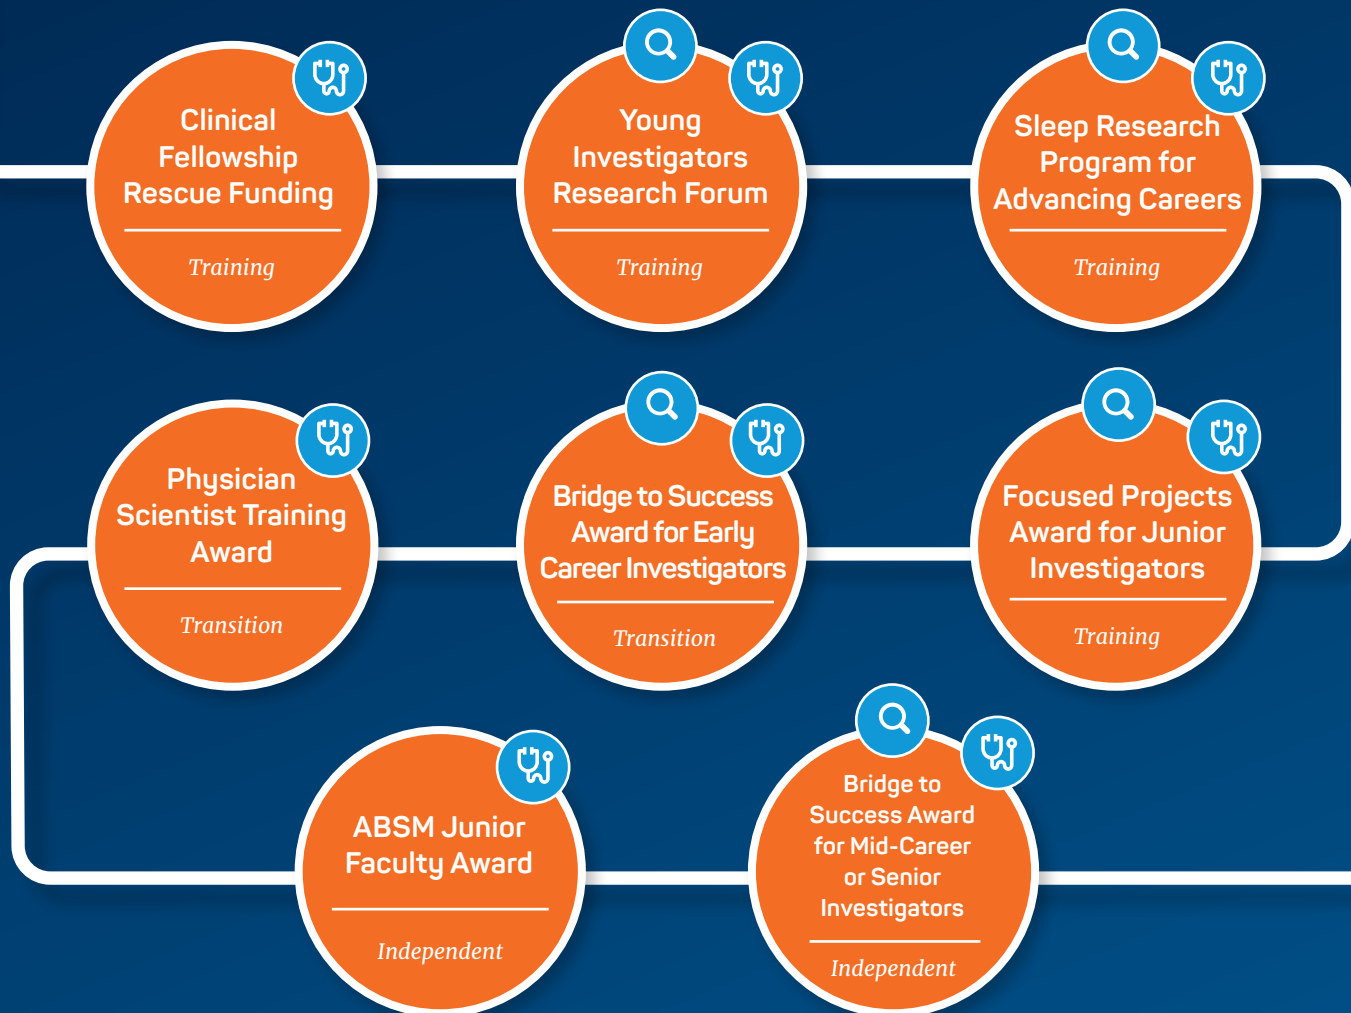 Clinical
Fellowship
Rescue Funding
Training
Young
Investigators
Research Forum
Training
Sleep Research
Program for
Advancing Careers
Training
Physician
Scientist Training
Award
Transition
Bridge to Success
Award for Early
Career Investigators
Transition
Focused Projects
Award for Junior
Investigators
Training
ABSM Junior
Faculty Award
Independent
Bridge to
Success Award
for Mid-Career
or Senior
Investigators
Independent